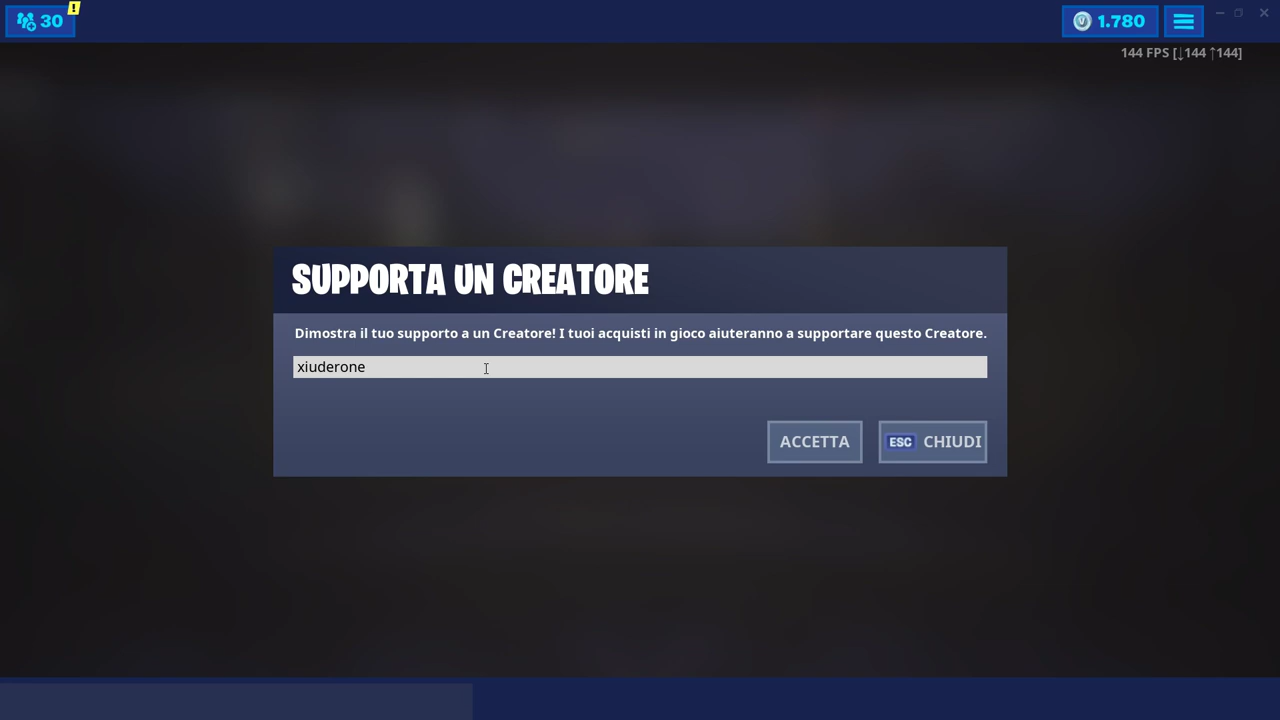 30
!
1.780
144 FPS [↓144 ↑144]
SUPPORTA UN CREATORE
Dimostra il tuo supporto a un Creatore! I tuoi acquisti in gioco aiuteranno a supportare questo Creatore.
xiuderone
ACCETTA
ESC CHIUDI